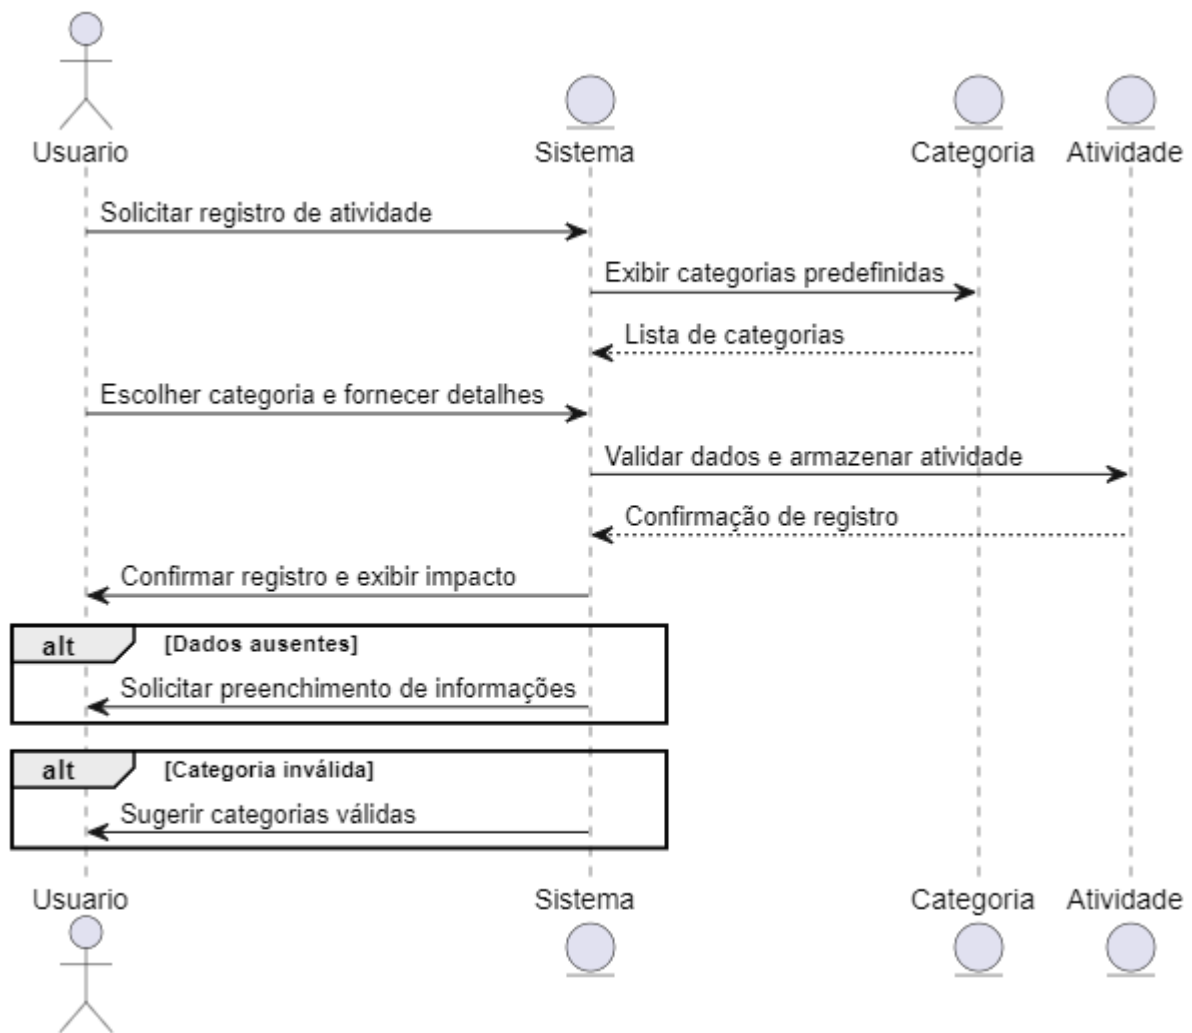 Usuario
Sistema
Categoria
Atividade
Solicitar registro de atividade
Exibir categorias predefinidas
Lista de categorias
Escolher categoria e fornecer detalhes
Validar dados e armazenar atividade
Confirmação de registro
Confirmar registro e exibir impacto
alt
[Dados ausentes]
Solicitar preenchimento de informações
alt
[Categoria inválida]
Sugerir categorias válidas
Usuario
Sistema
Categoria
Atividade